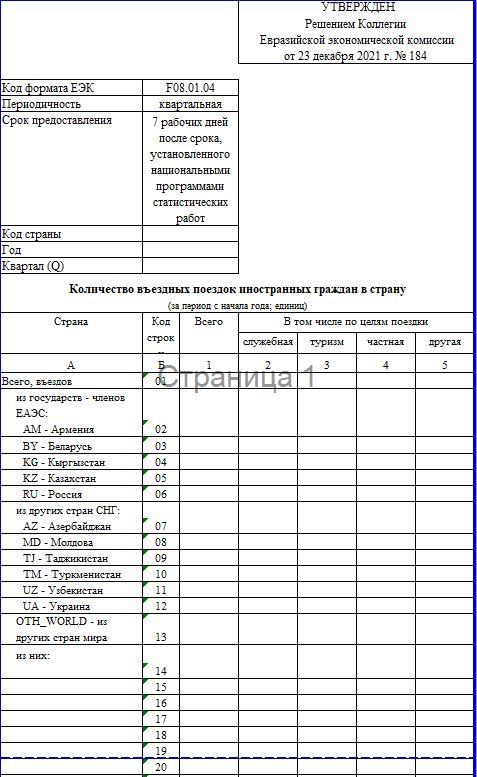 УТВЕРЖДЕН
Решением Коллегии
Евразийской экономической комиссии
от 23 декабря 2021 г. № 184
Код формата ЕЭК F08.01.04
Периодичность квартальная
Срок предоставления 7 рабочих дней
после срока,
установленного
национальными
программами
статистических
работ
Код страны
Год
Квартал (Q)
Количество въездных поездок иностранных граждан в страну
(за период с начала года; единиц)
Страна Код Всего В том числе по целям поездки
строк служебная туризм частная другая
А Б 1 2 3 4 5
Страница 1
Всего, въездов 01
из государств - членов
ЕАЭС:
AM - Армения 02
BY - Беларусь 03
KG - Кыргызстан 04
KZ - Казахстан 05
RU - Россия 06
из других стран СНГ:
AZ - Азербайджан 07
MD - Молдова 08
TJ - Таджикистан 09
TM - Туркменистан 10
UZ - Узбекистан 11
UA - Украина 12
OTH_WORLD - из
других стран мира 13
из них:
14
15
16
17
18
19
20